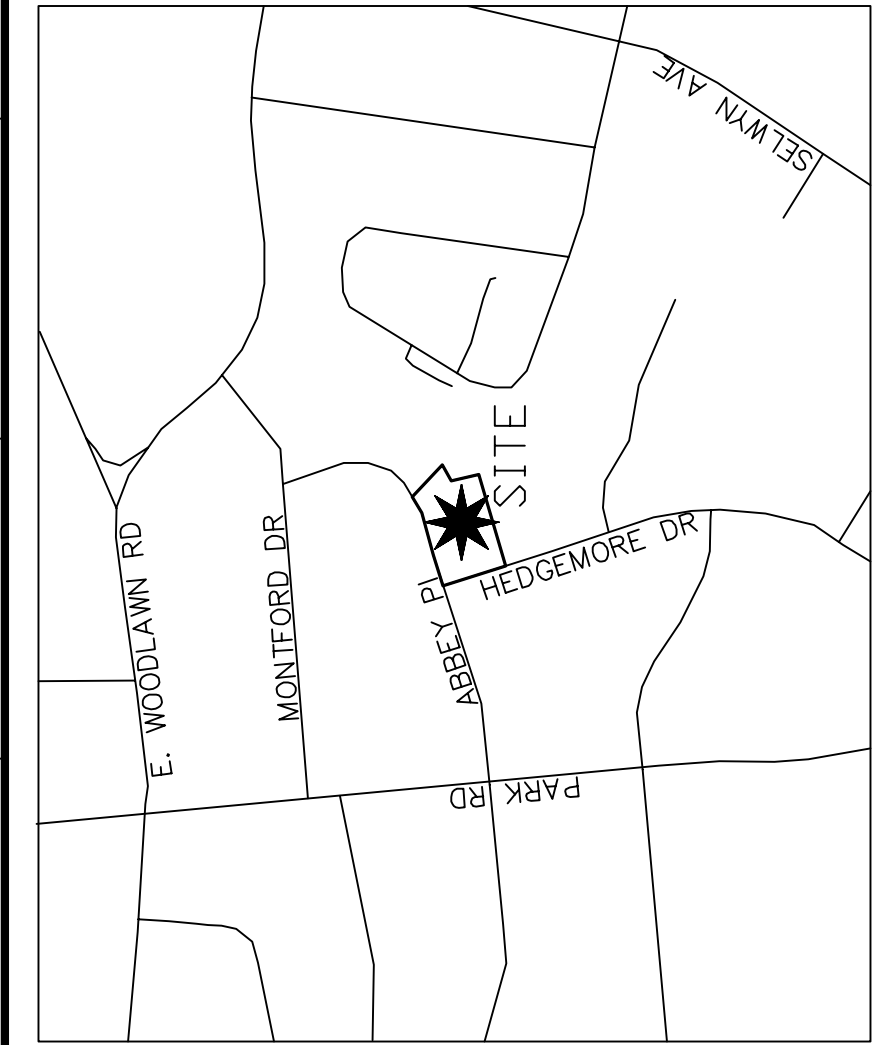 SELWYN AVE
SITE
HEDGEMORE DR
E. WOODLAWN RD
MONTFORD DR
ABBEY Pl
PARK RD